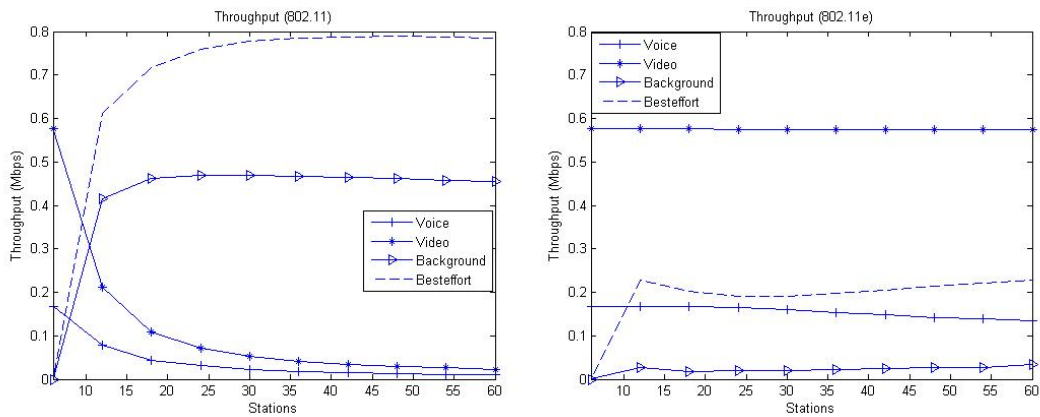 Throughput (802.11)
0.8
0.7
0.6
0.5
0.4
0.3
0.2
0.1
0
Throughput (Mbps)
Voice
Video
Background
Besteffort
10 15 20 25 30 35 40 45 50 55 60
Stations
Throughput (802.11e)
0.8
0.7
0.6
0.5
0.4
0.3
0.2
0.1
0
Throughput (Mbps)
Voice
Video
Background
Besteffort
10 15 20 25 30 35 40 45 50 55 60
Stations